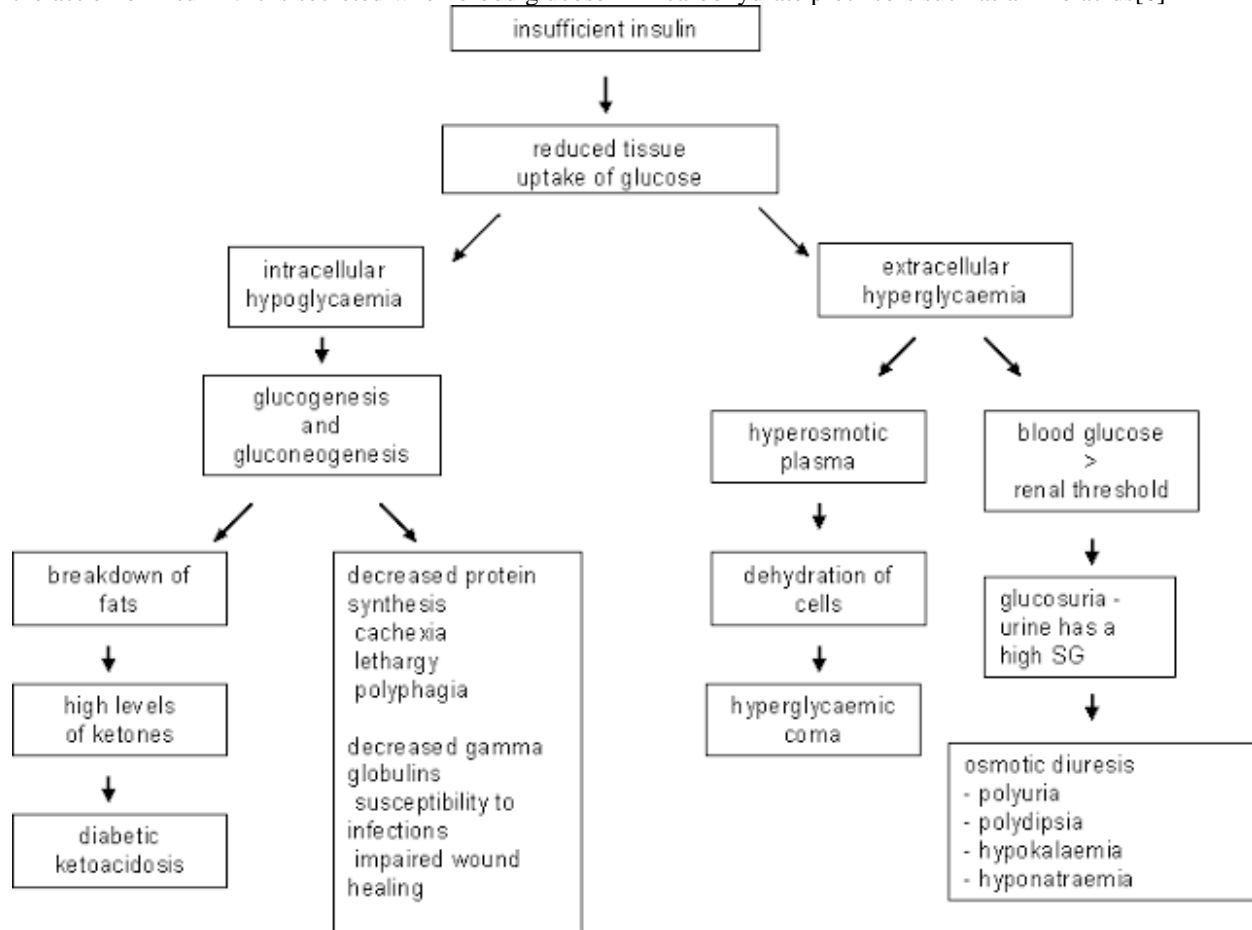 insufficient insulin
reduced tissue
uptake of glucose
intracellular
hypoglycaemia
extracellular
hyperglycaemia
glucogenesis
and
gluconeogenesis
hyperosmotic
plasma
blood glucose
>
renal threshold
breakdown of
fats
decreased protein
synthesis
cachexia
lethargy
polyphagia
decreased gamma
globulins
susceptibility to
infections
impaired wound
healing
dehydration of
cells
glucosuria -
urine has a
high SG
high levels
of ketones
hyperglycaemic
coma
diabetic
ketoacidosis
osmotic diuresis
- polyuria
- polydipsia
- hypokalaemia
- hyponatraemia